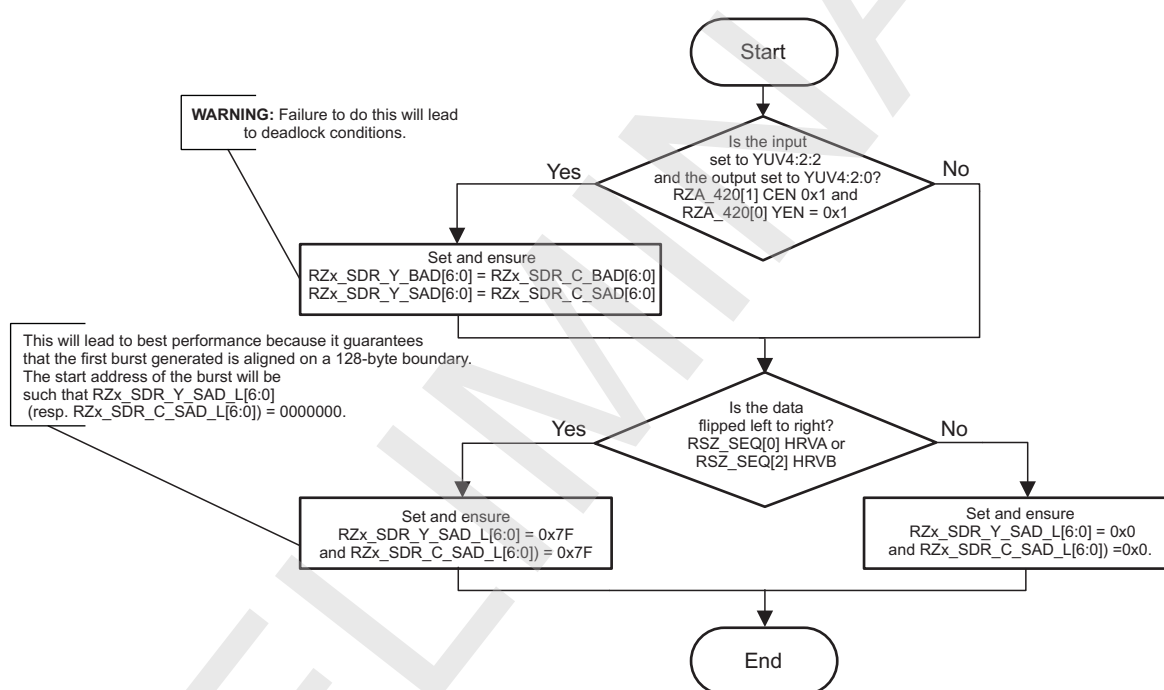 Start
WARNING: Failure to do this will lead
to deadlock conditions.
Is the input
set to YUV4:2:2
and the output set to YUV4:2:0?
RZA_420[1] CEN 0x1 and
RZA_420[0] YEN = 0x1
Yes
No
Set and ensure
RZx_SDR_Y_BAD[6:0] = RZx_SDR_C_BAD[6:0]
RZx_SDR_Y_SAD[6:0] = RZx_SDR_C_SAD[6:0]
This will lead to best performance because it guarantees
that the first burst generated is aligned on a 128-byte boundary.
The start address of the burst will be
such that RZx_SDR_Y_SAD_L[6:0]
(resp. RZx_SDR_C_SAD_L[6:0]) = 0000000.
Is the data
flipped left to right?
RSZ_SEQ[0] HRVA or
RSZ_SEQ[2] HRVB
Yes
No
Set and ensure
RZx_SDR_Y_SAD_L[6:0] = 0x7F
and RZx_SDR_C_SAD_L[6:0]) = 0x7F
Set and ensure
RZx_SDR_Y_SAD_L[6:0] = 0x0
and RZx_SDR_C_SAD_L[6:0]) =0x0.
End